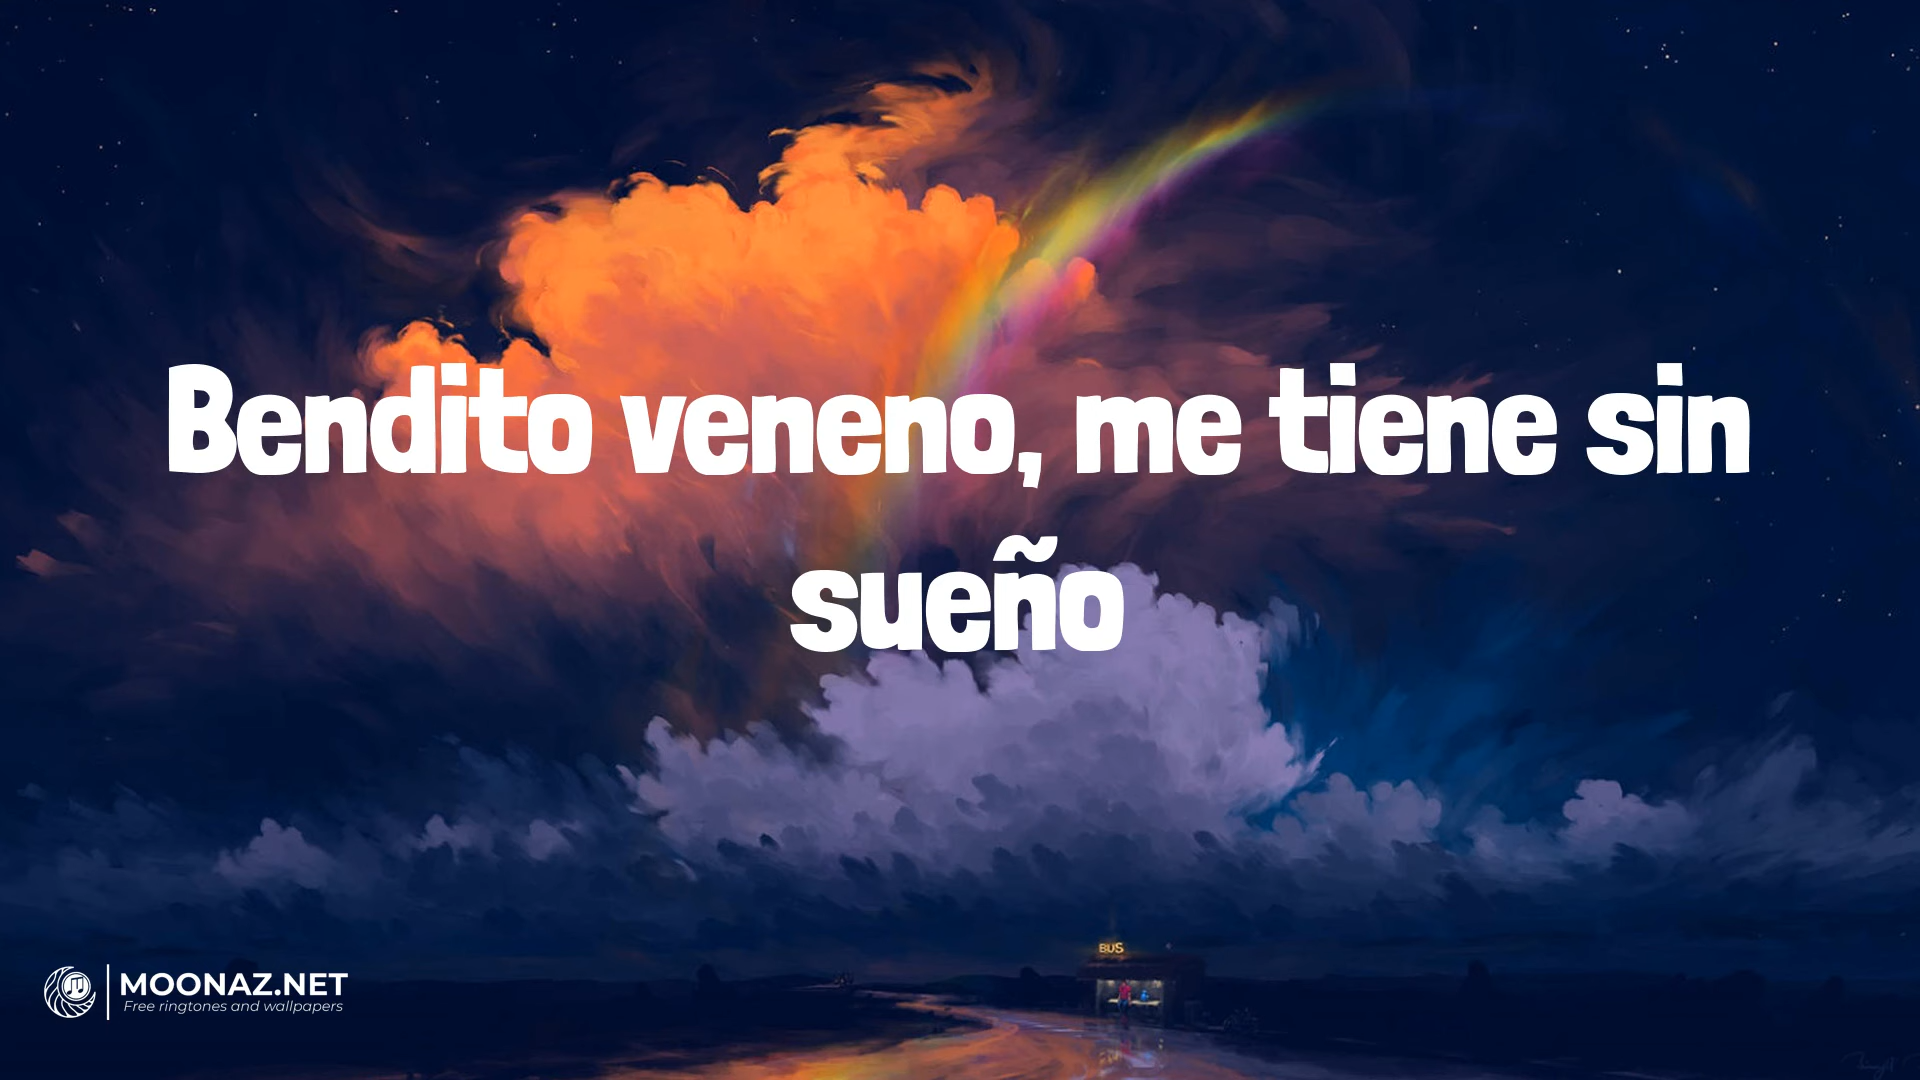 Bendito veneno, me tiene sin
sueño
BUS
MOONAZ.NET
Free ringtones and wallpapers